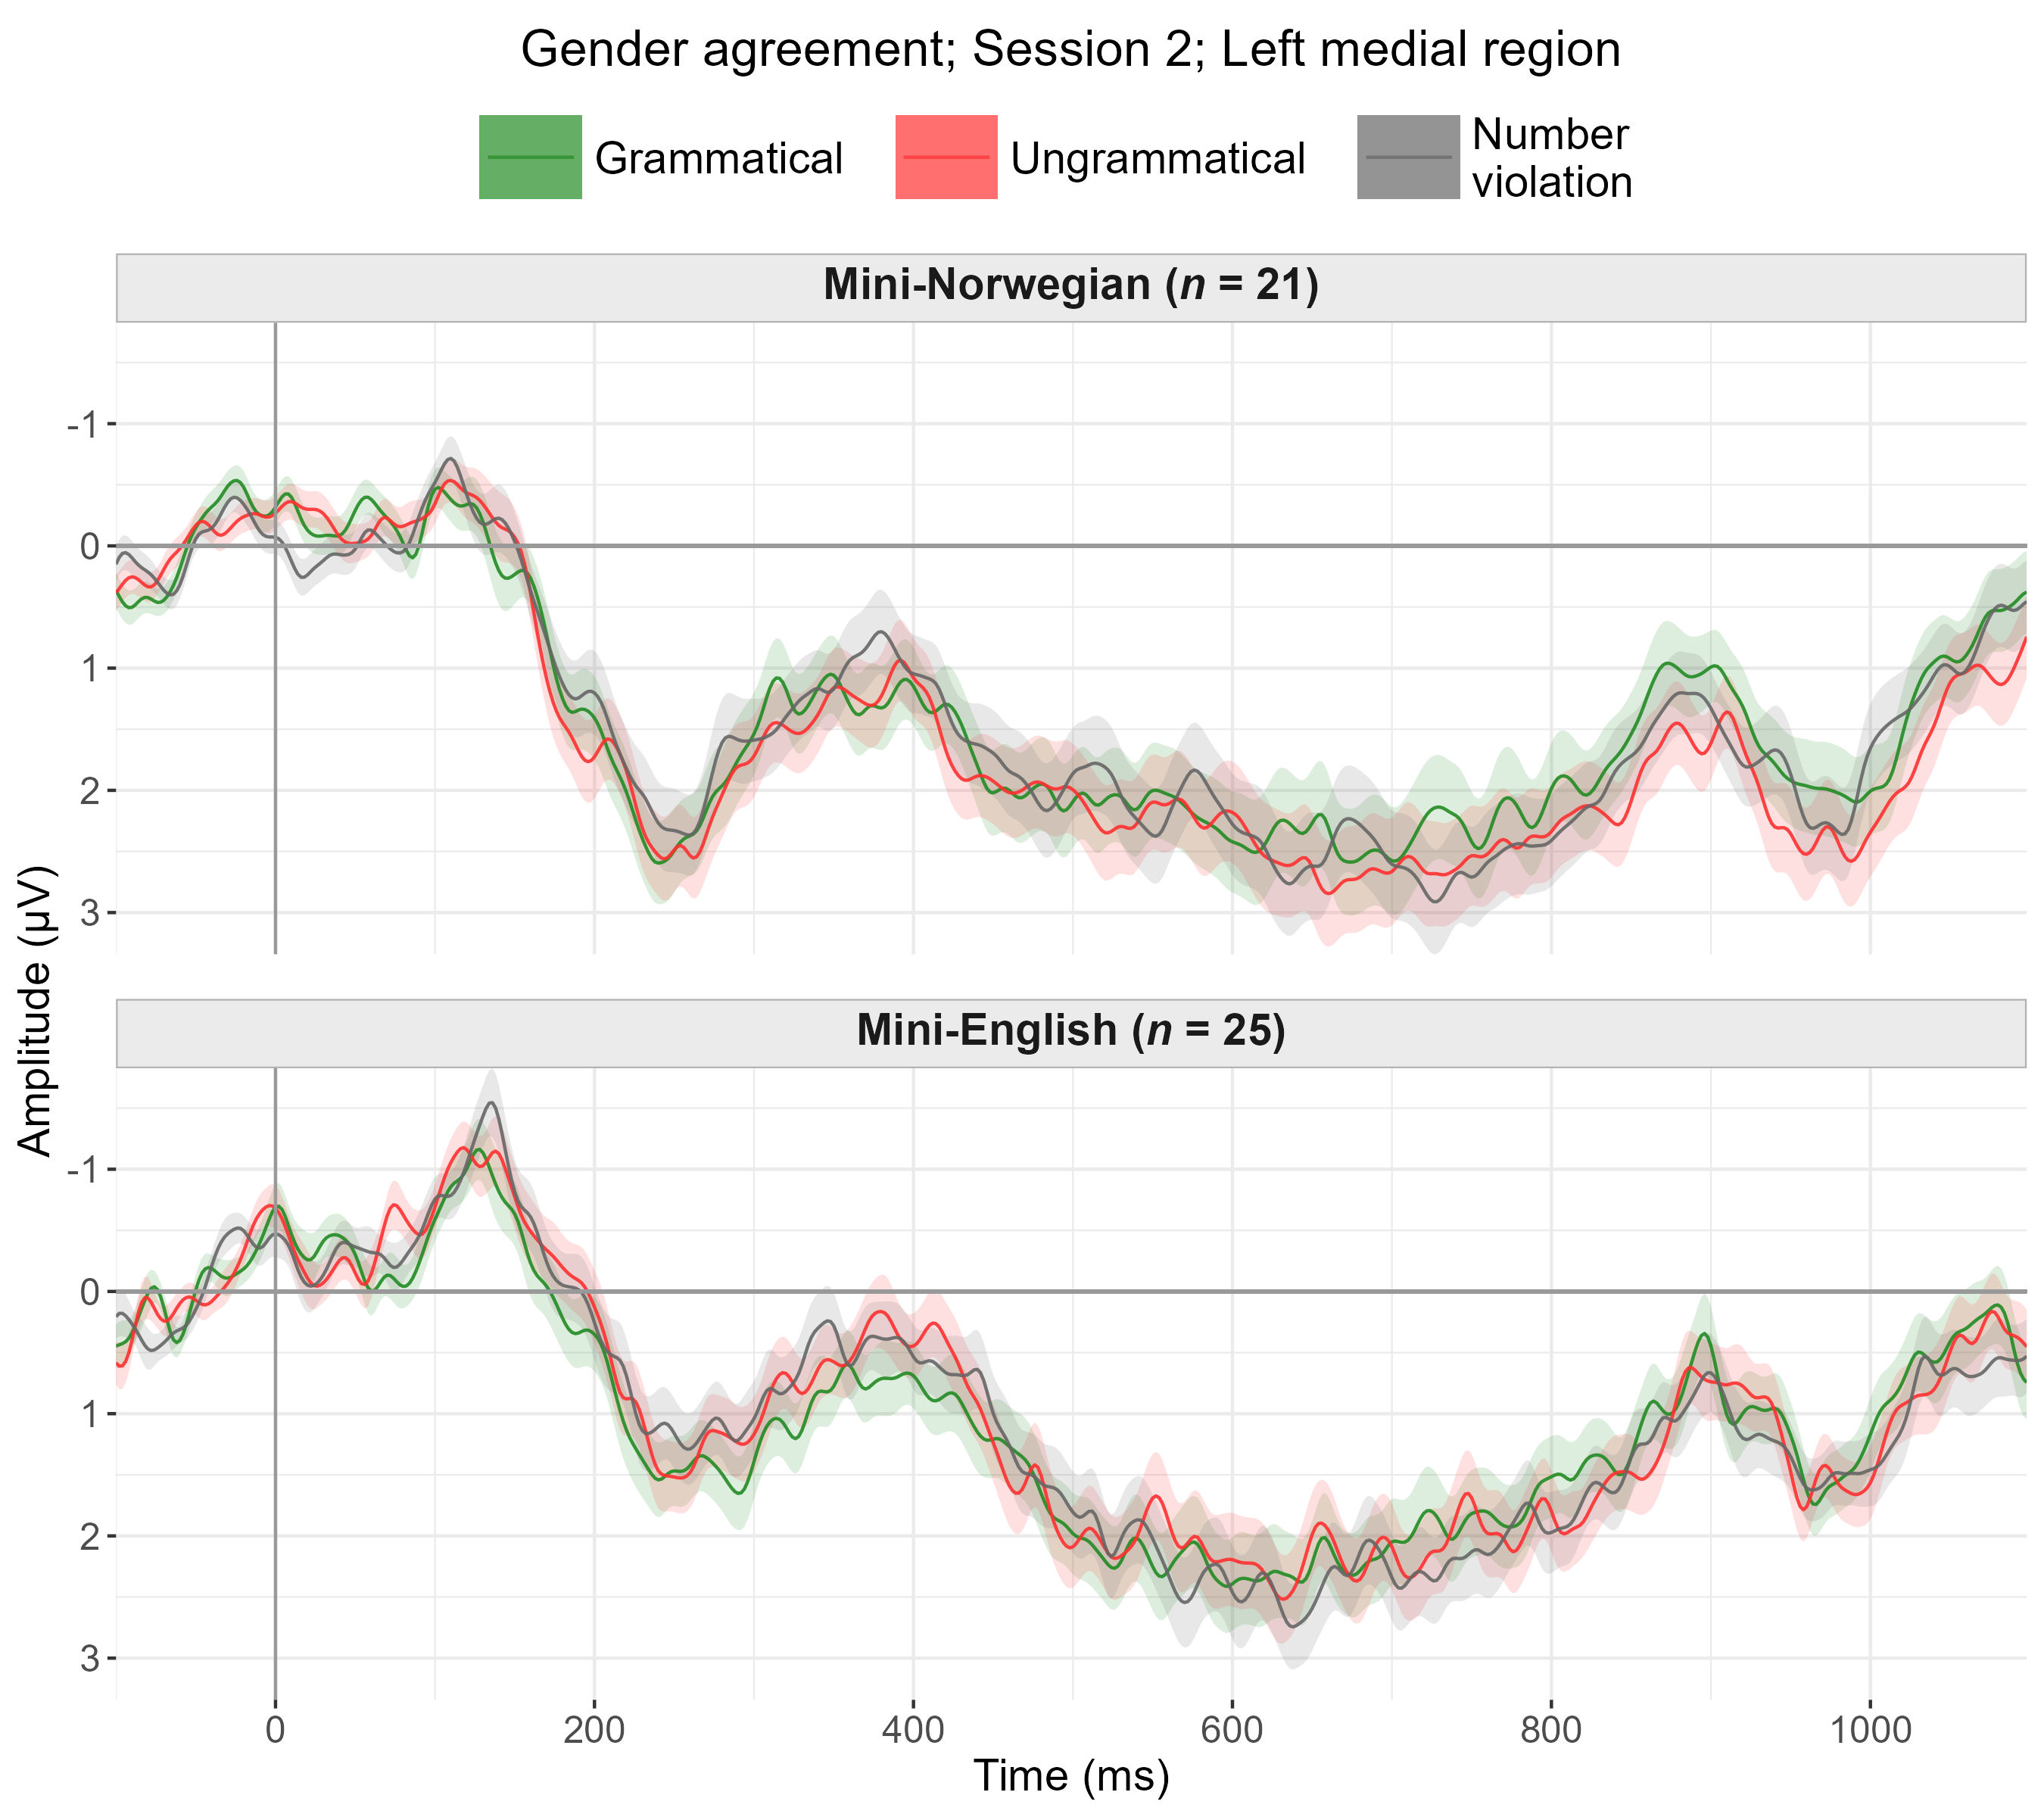 Gender agreement; Session 2; Left medial region
Grammatical
Ungrammatical
Number
violation
Mini-Norwegian (n = 21)
-1
0
1
2
3
Mini-English (n = 25)
-1
0
1
2
3
Amplitude (µV)
0 200 400 600 800 1000
Time (ms)